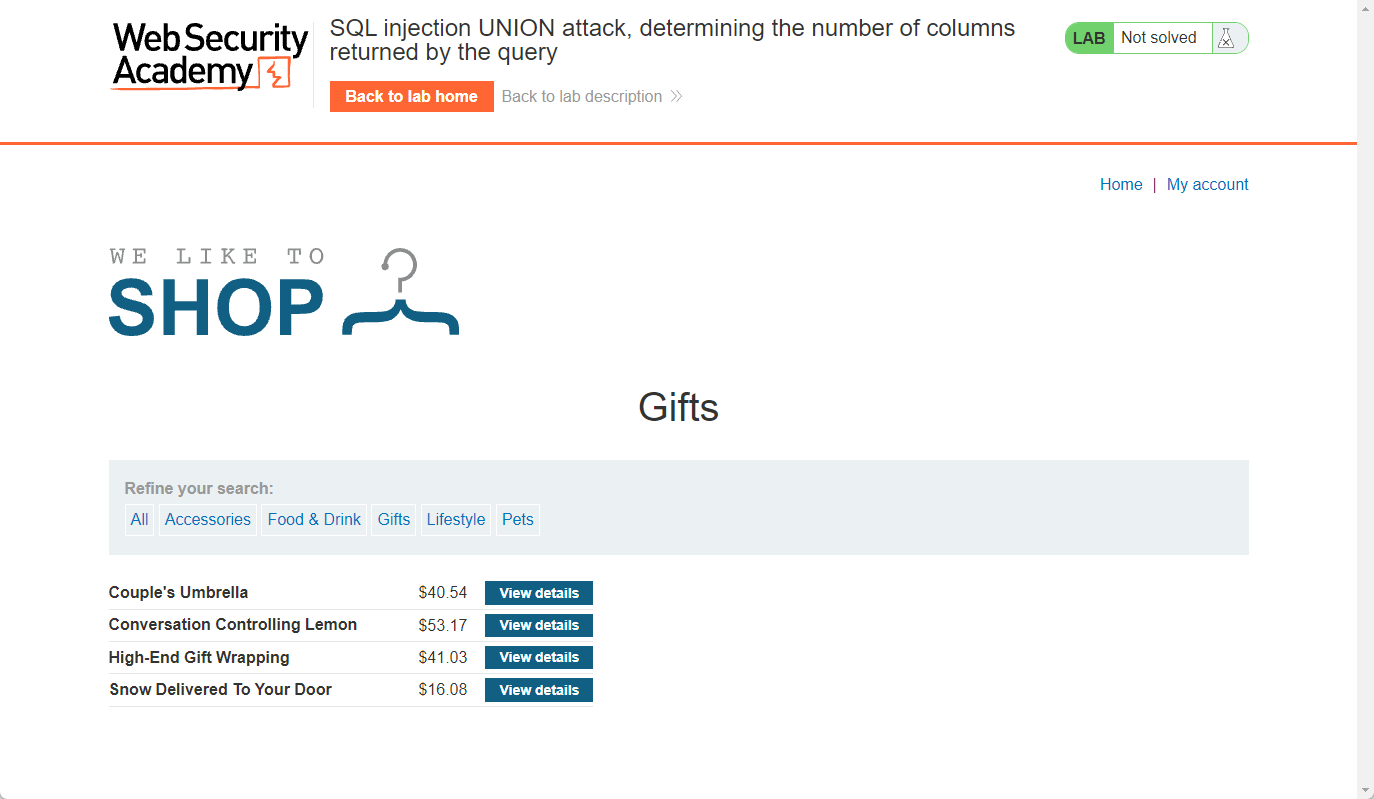 Web Security
Academy
SQL injection UNION attack, determining the number of columns
returned by the query
LAB Not solved
Back to lab home Back to lab description
Home | My account
WE LIKE TO
SHOP
Gifts
Refine your search:
All Accessories Food & Drink Gifts Lifestyle Pets
Couple's Umbrella $40.54 View details
Conversation Controlling Lemon $53.17 View details
High-End Gift Wrapping $41.03 View details
Snow Delivered To Your Door $16.08 View details